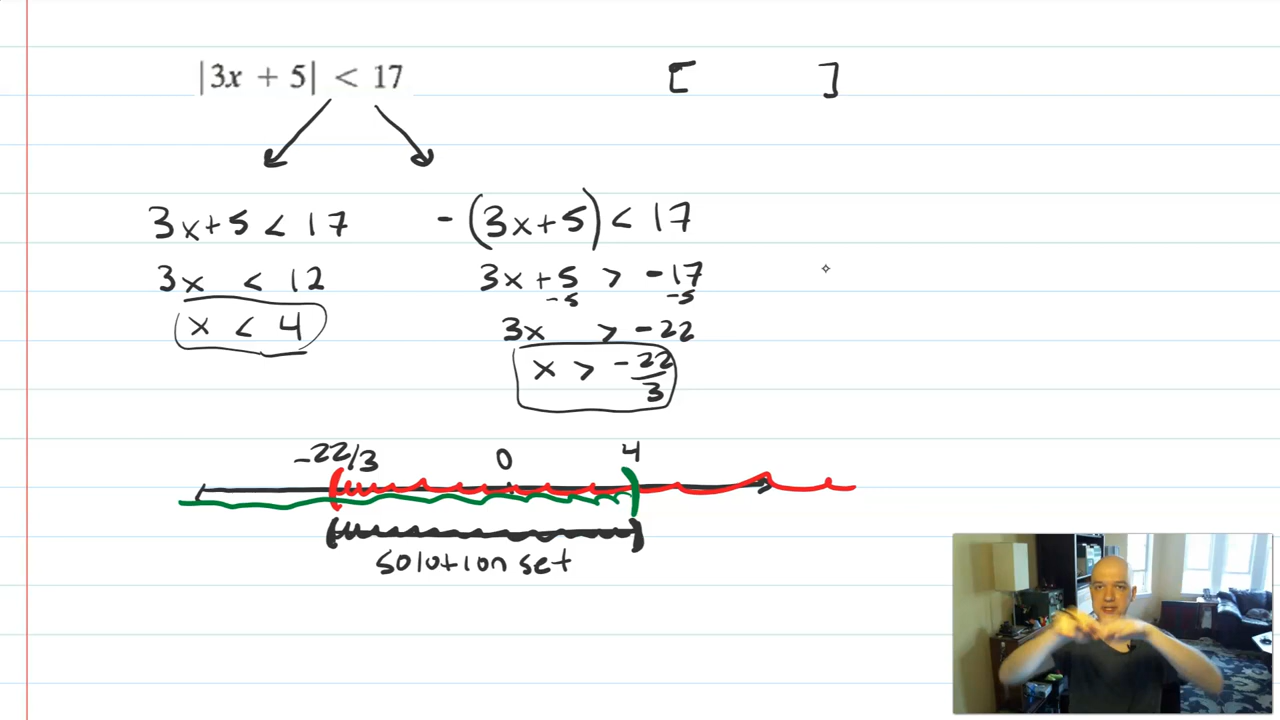 |3x + 5| < 17
[ ]
3x+5 < 17
3x < 12
x < 4
-(3x+5) < 17
3x+5 > -17
-5 -5
3x > -22
x > -22/3
-22/3 0 4
solution set